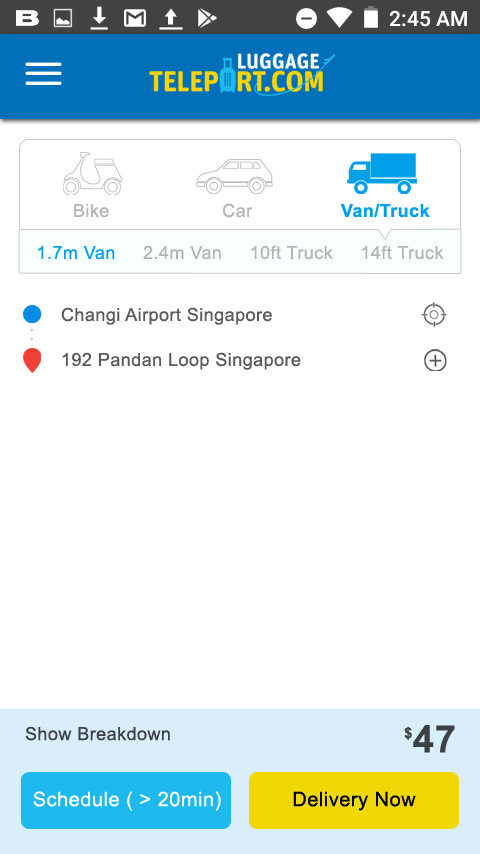 2:45 AM
LUGGAGE
TELEPORT.COM
Bike
Car
Van/Truck
1.7m Van
2.4m Van
10ft Truck
14ft Truck
Changi Airport Singapore
192 Pandan Loop Singapore
Show Breakdown
$47
Schedule ( > 20min)
Delivery Now